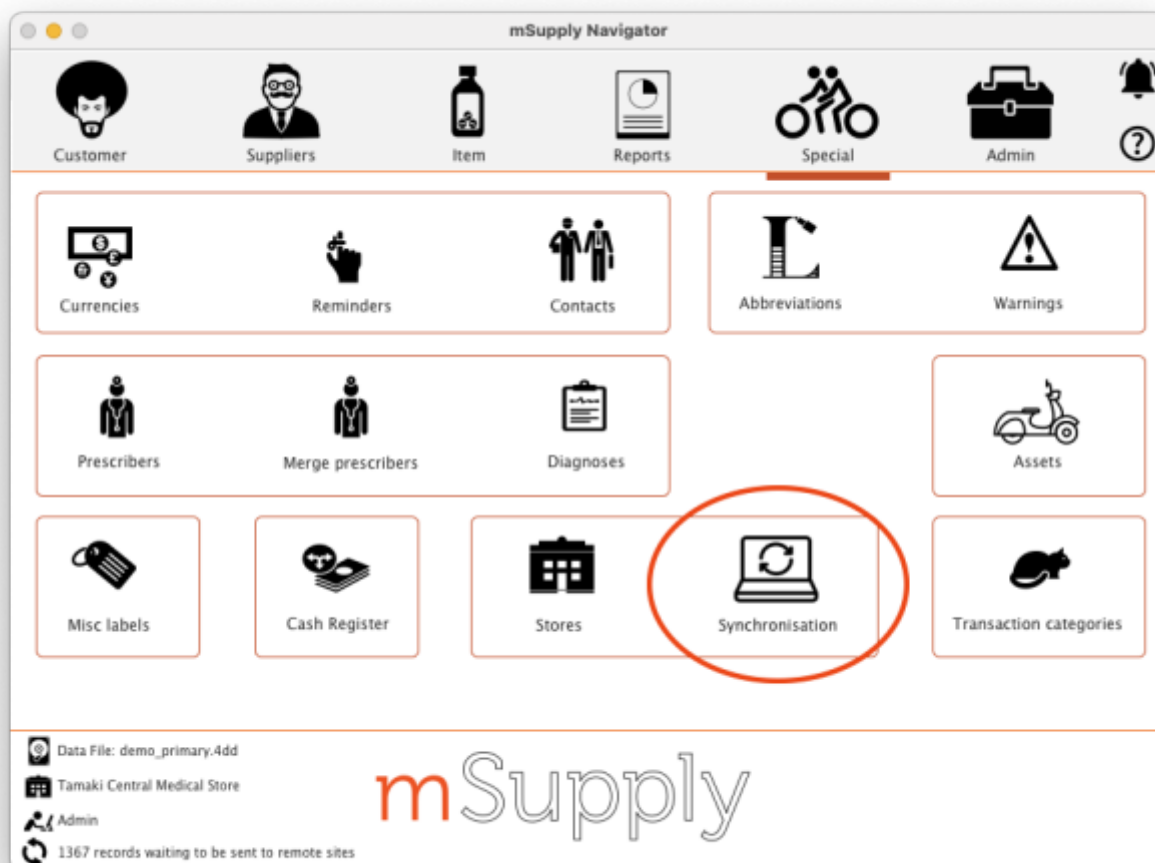 mSupply Navigator
Customer Suppliers Item Reports Special Admin
?
Currencies Reminders Contacts Abbreviations Warnings
Prescribers Merge prescribers Diagnoses Assets
Misc labels Cash Register Stores Synchronisation Transaction categories
Data File: demo_primary.4dd
Tamaki Central Medical Store
Admin
1367 records waiting to be sent to remote sites
mSupply